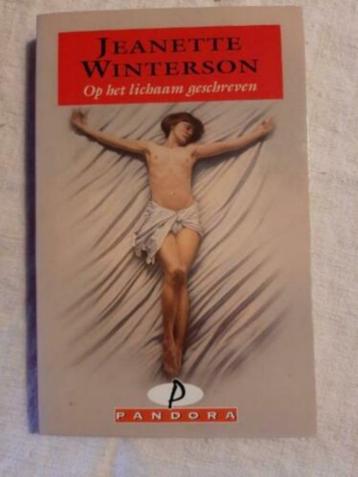 JEANETTE
WINTERSON
Op het lichaam geschreven
P
PANDORA